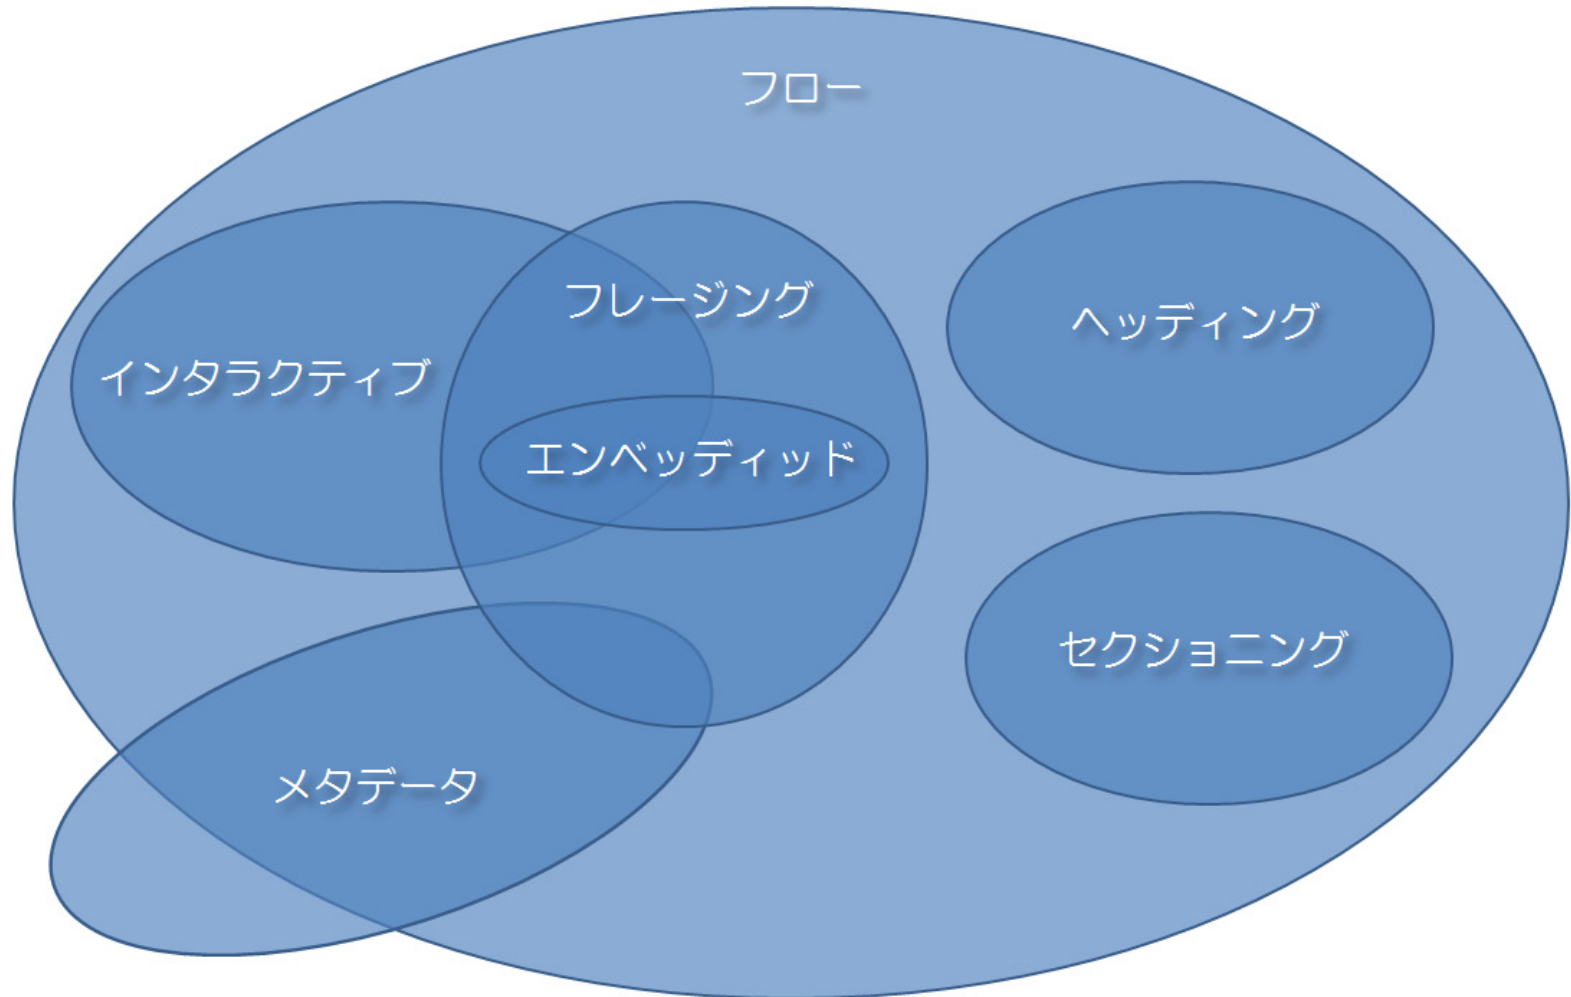 フロー
フレージング
ヘッディング
インタラクティブ
エンベッディッド
セクショニング
メタデータ